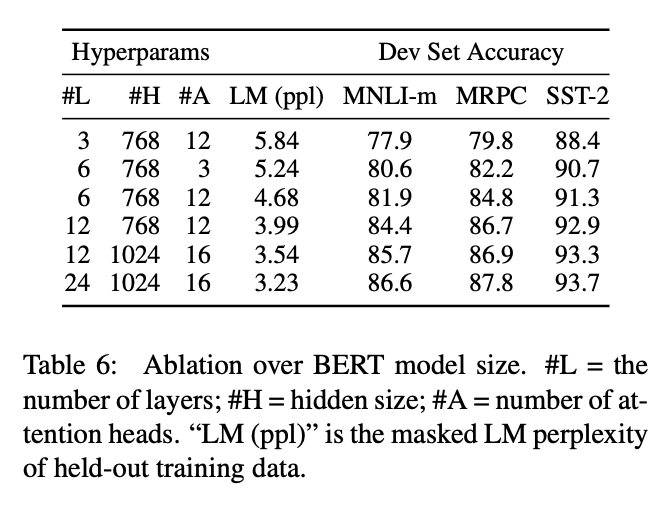 Hyperparams Dev Set Accuracy
#L #H #A LM (ppl) MNLI-m MRPC SST-2
3 768 12 5.84 77.9 79.8 88.4
6 768 3 5.24 80.6 82.2 90.7
6 768 12 4.68 81.9 84.8 91.3
12 768 12 3.99 84.4 86.7 92.9
12 1024 16 3.54 85.7 86.9 93.3
24 1024 16 3.23 86.6 87.8 93.7
Table 6: Ablation over BERT model size. #L = the
number of layers; #H = hidden size; #A = number of at-
tention heads. “LM (ppl)” is the masked LM perplexity
of held-out training data.